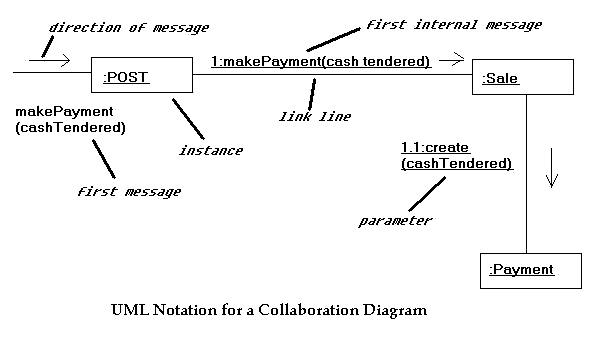 direction of message
first internal message
1:makePayment(cash tendered)
:POST
:Sale
makePayment
(cashTendered)
link line
instance
1.1:create
(cashTendered)
first message
parameter
:Payment
UML Notation for a Collaboration Diagram